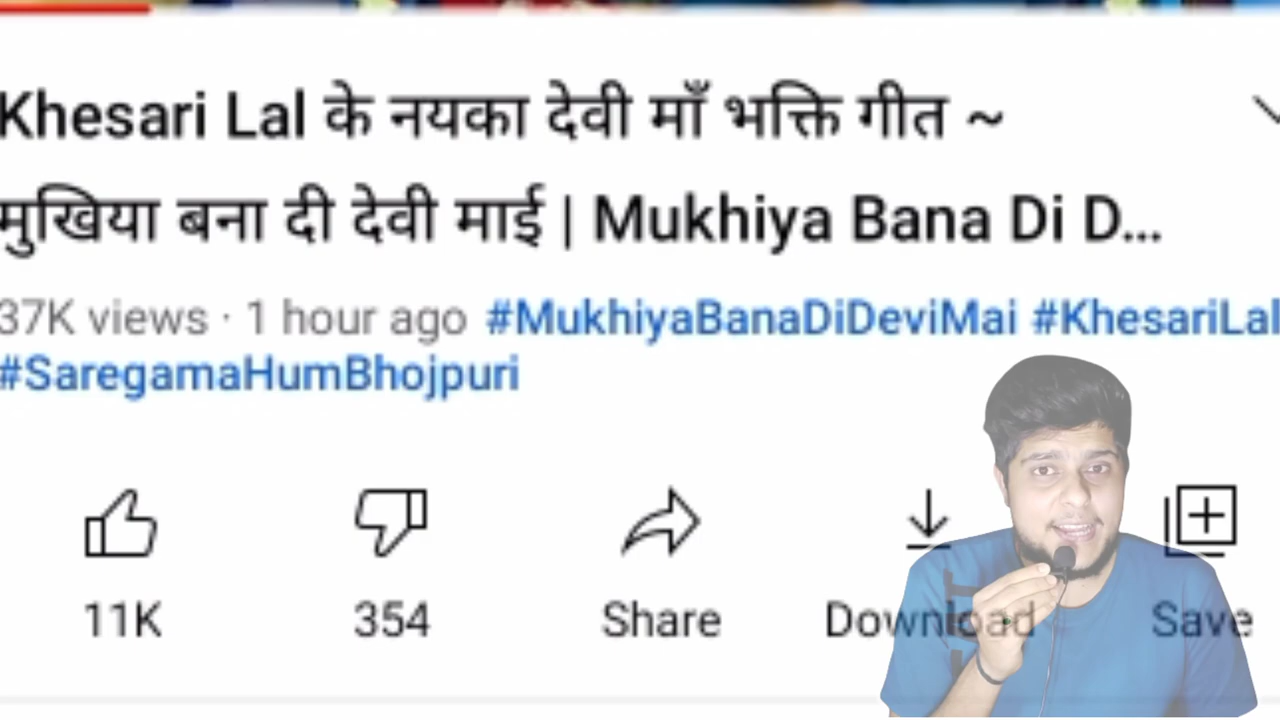 Khesari Lal के नयका देवी माँ भक्ति गीत ~
मुखिया बना दी देवी माई | Mukhiya Bana Di D...
37K views · 1 hour ago #MukhiyaBanaDiDeviMai #KhesariLal
#SaregamaHumBhojpuri
11K 354 Share Download Save